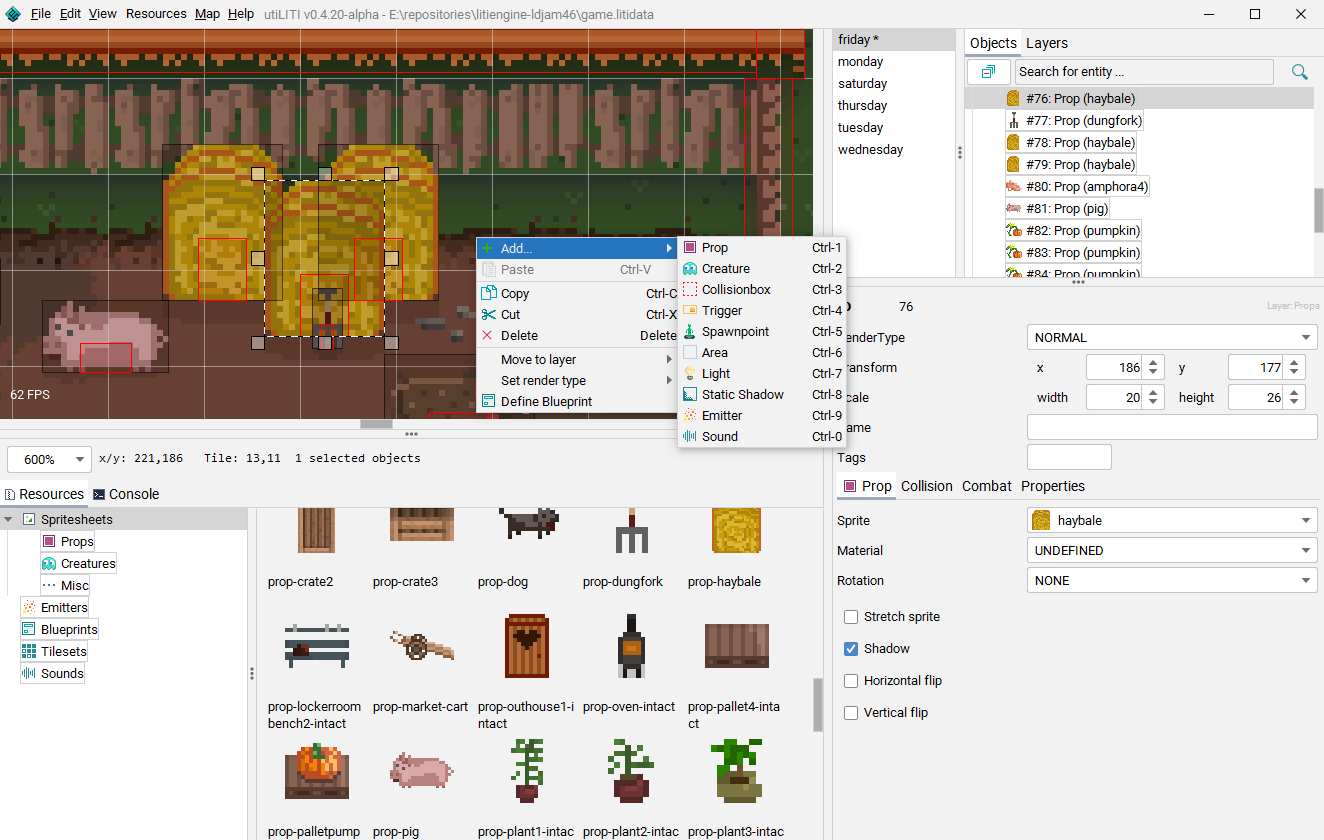 File Edit View Resources Map Help utiLITI v0.4.20-alpha - E:\repositories\litiengine-ldjam46\game.litidata
friday *
monday
saturday
thursday
tuesday
wednesday
Objects Layers
Search for entity ...
#76: Prop (haybale)
#77: Prop (dungfork)
#78: Prop (haybale)
#79: Prop (haybale)
#80: Prop (amphora4)
#81: Prop (pig)
#82: Prop (pumpkin)
#83: Prop (pumpkin)
#84: Prop (pumpkin)
62 FPS
Add...
Paste Ctrl-V
Copy Ctrl-C
Cut Ctrl-X
Delete Delete
Move to layer
Set render type
Define Blueprint
Prop Ctrl-1
Creature Ctrl-2
Collisionbox Ctrl-3
Trigger Ctrl-4
Spawnpoint Ctrl-5
Area Ctrl-6
Light Ctrl-7
Static Shadow Ctrl-8
Emitter Ctrl-9
Sound Ctrl-0
76 Layer: Props
enderType NORMAL
ransform x 186 y 177
cale width 20 height 26
ame
Tags
Prop Collision Combat Properties
Sprite haybale
Material UNDEFINED
Rotation NONE
Stretch sprite
Shadow
Horizontal flip
Vertical flip
600% x/y: 221,186 Tile: 13,11 1 selected objects
Resources Console
Spritesheets
Props
Creatures
Misc
Emitters
Blueprints
Tilesets
Sounds
prop-crate2 prop-crate3 prop-dog prop-dungfork prop-haybale
prop-lockerroom prop-market-cart prop-outhouse1-i prop-oven-intact prop-pallet4-inta
bench2-intact ntact ct
prop-palletpump prop-pig prop-plant1-intac prop-plant2-intac prop-plant3-intac